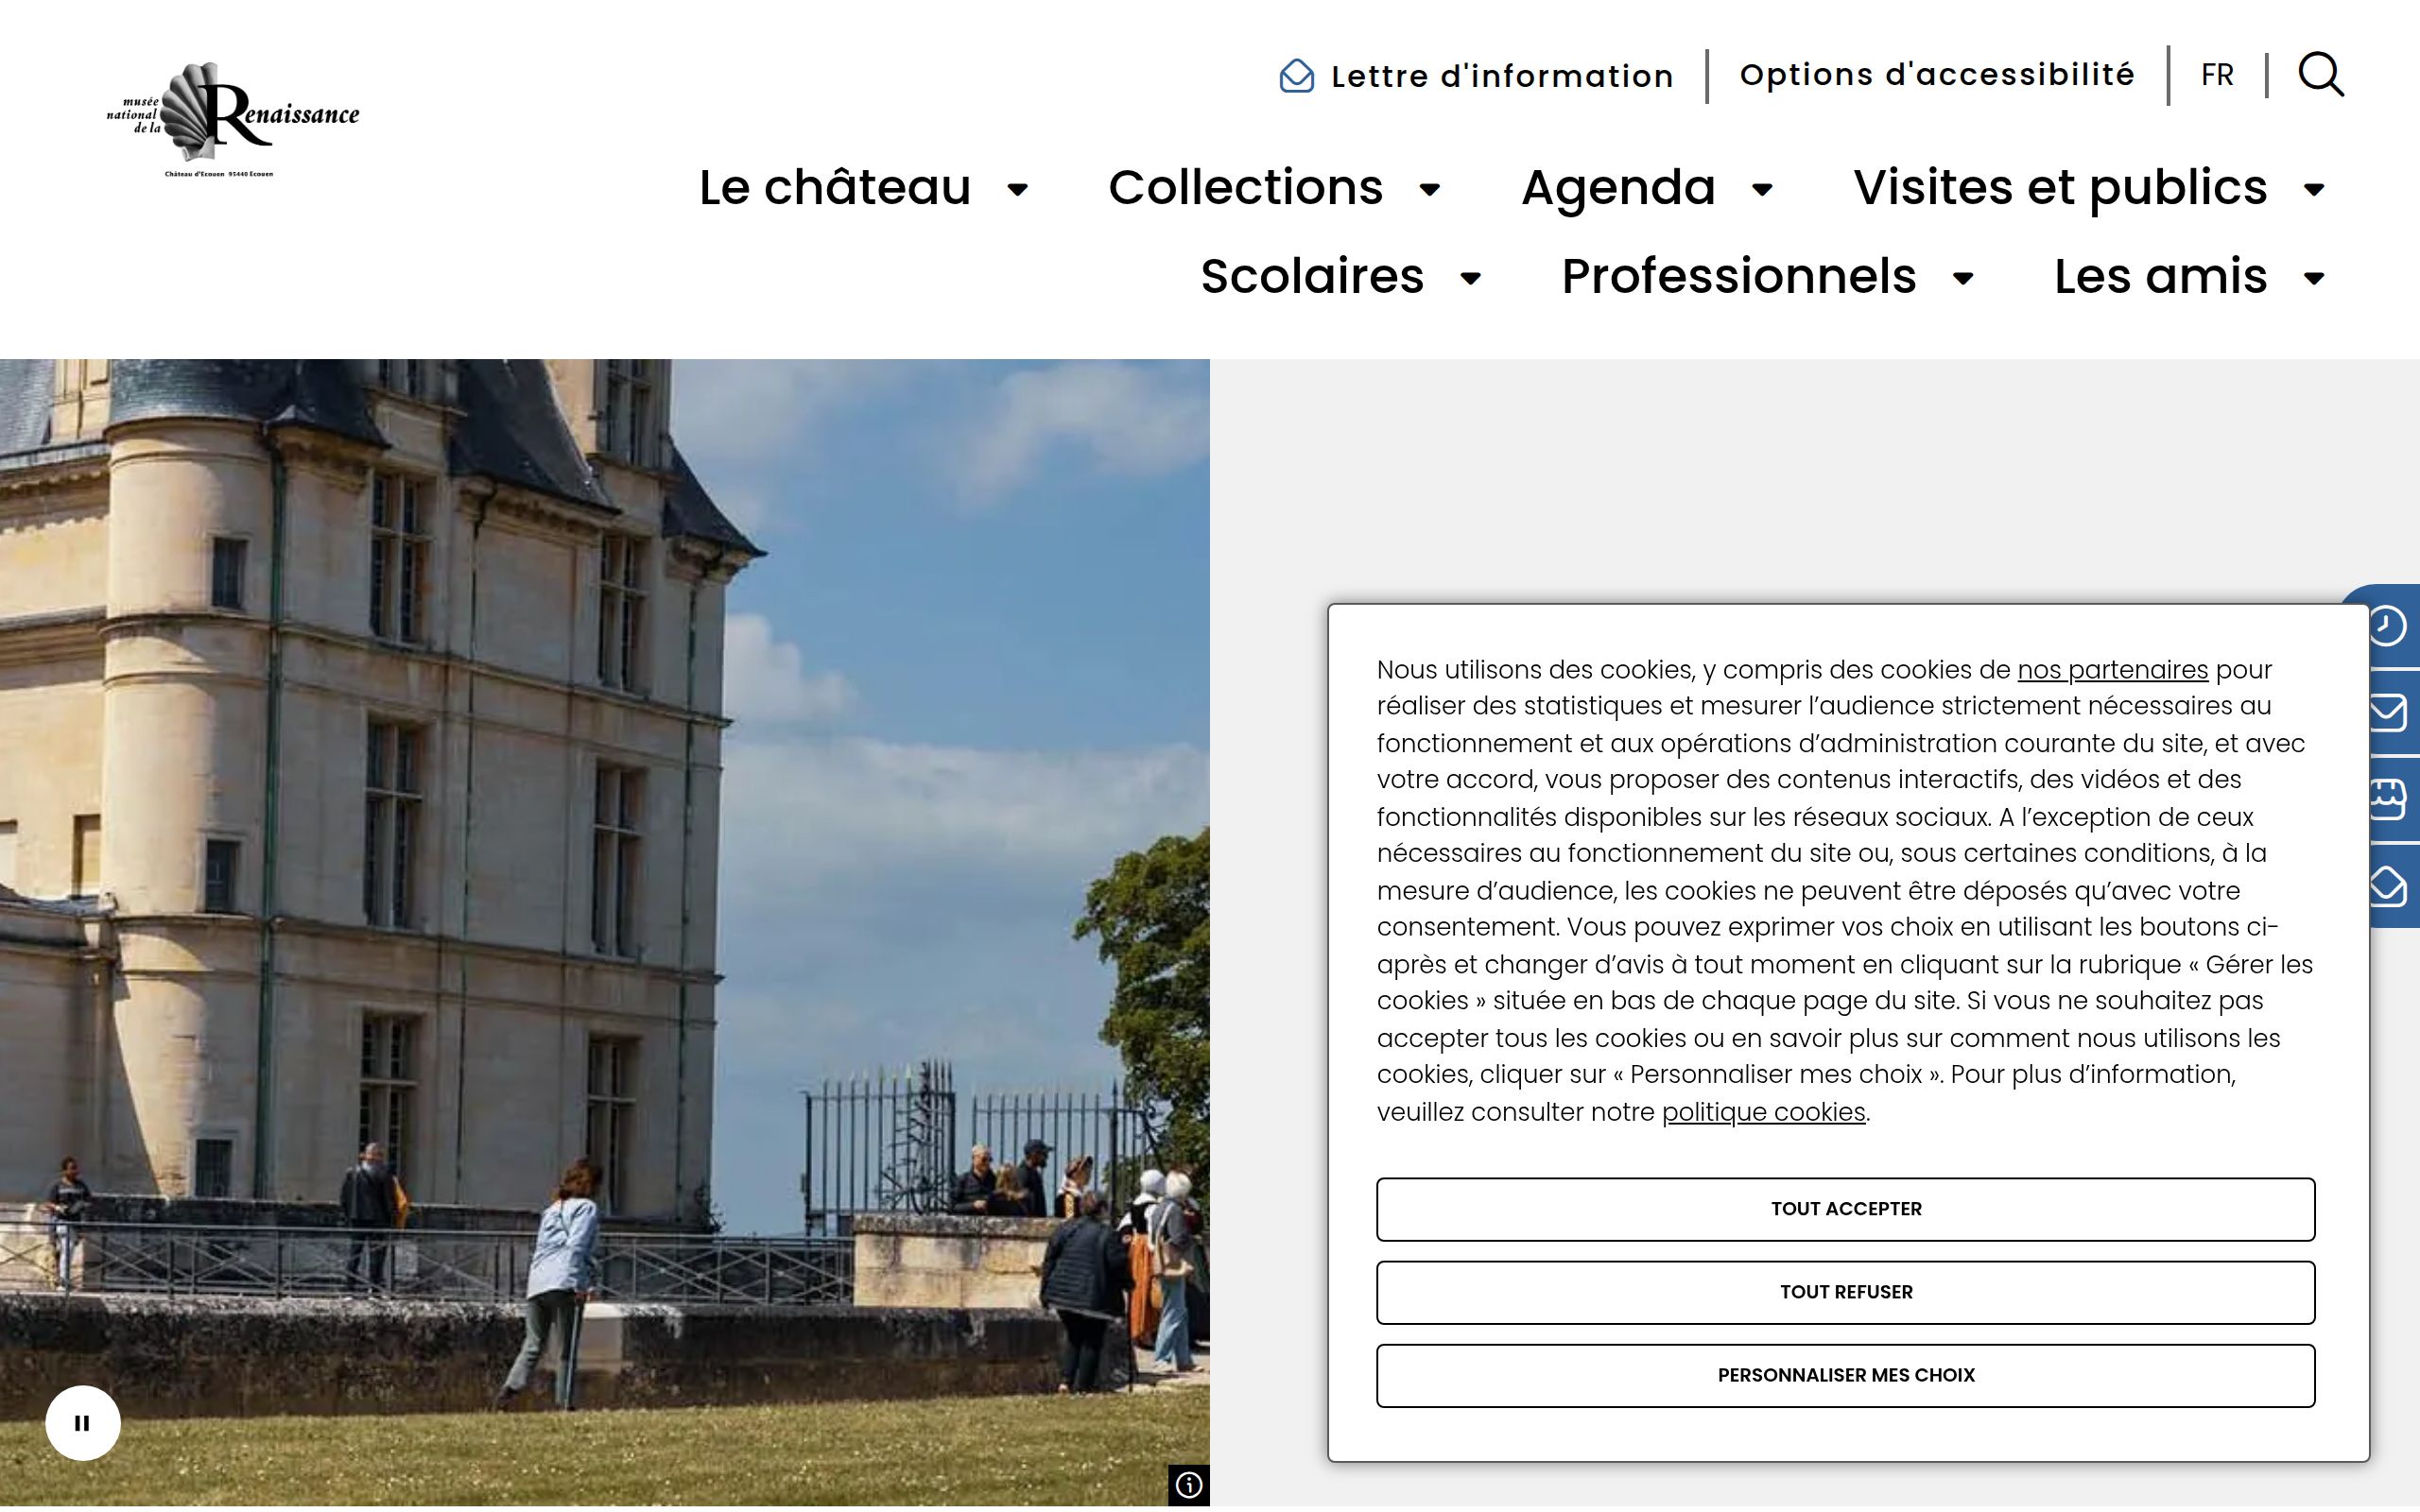 musée
national
de la
Renaissance
Château d'Ecouen 95440 Ecouen
Lettre d'information
Options d'accessibilité
FR
Le château
Collections
Agenda
Visites et publics
Scolaires
Professionnels
Les amis
Nous utilisons des cookies, y compris des cookies de nos partenaires pour
réaliser des statistiques et mesurer l’audience strictement nécessaires au
fonctionnement et aux opérations d’administration courante du site, et avec
votre accord, vous proposer des contenus interactifs, des vidéos et des
fonctionnalités disponibles sur les réseaux sociaux. A l’exception de ceux
nécessaires au fonctionnement du site ou, sous certaines conditions, à la
mesure d’audience, les cookies ne peuvent être déposés qu’avec votre
consentement. Vous pouvez exprimer vos choix en utilisant les boutons ci-
après et changer d’avis à tout moment en cliquant sur la rubrique « Gérer les
cookies » située en bas de chaque page du site. Si vous ne souhaitez pas
accepter tous les cookies ou en savoir plus sur comment nous utilisons les
cookies, cliquer sur « Personnaliser mes choix ». Pour plus d’information,
veuillez consulter notre politique cookies.
TOUT ACCEPTER
TOUT REFUSER
PERSONNALISER MES CHOIX